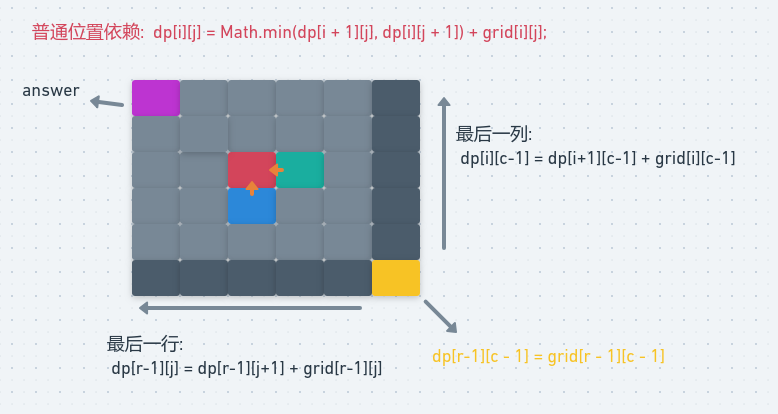 普通位置依赖: dp[i][j] = Math.min(dp[i + 1][j], dp[i][j + 1]) + grid[i][j];
answer
最后一列:
dp[i][c-1] = dp[i+1][c-1] + grid[i][c-1]
最后一行:
dp[r-1][j] = dp[r-1][j+1] + grid[r-1][j]
dp[r-1][c - 1] = grid[r - 1][c - 1]